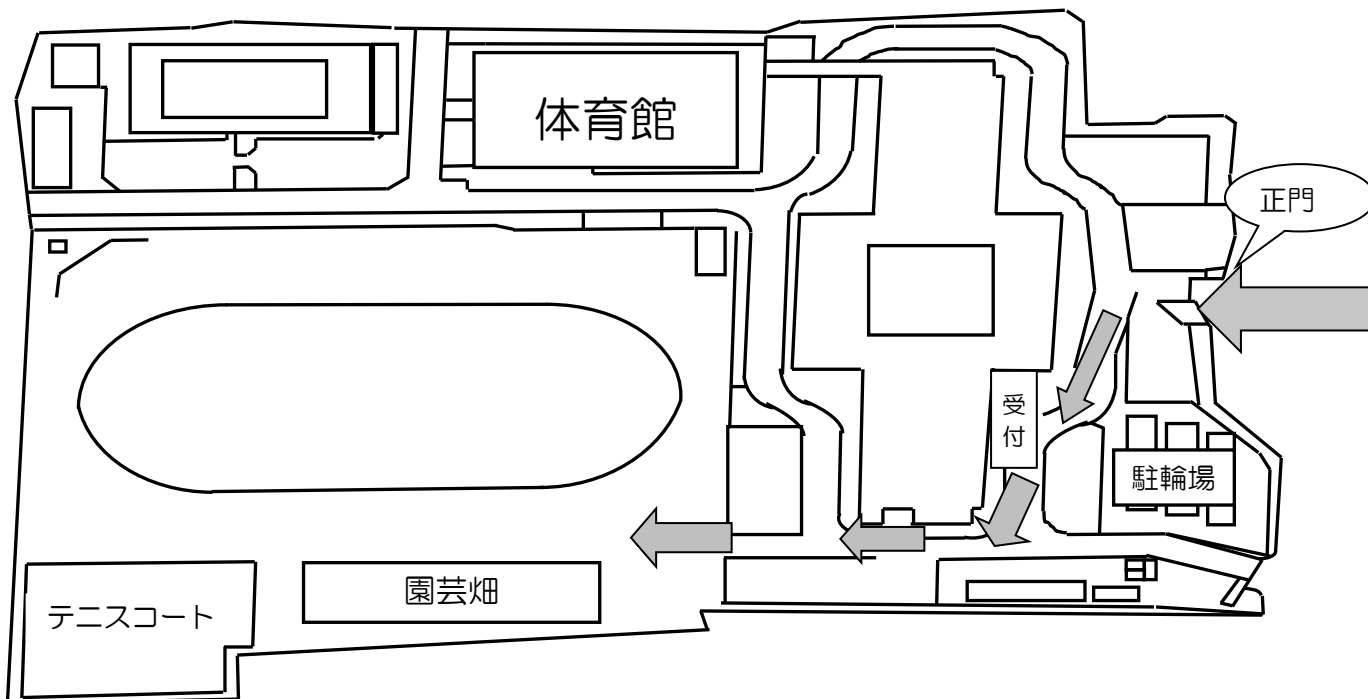 体育館
正門
受付
駐輪場
園芸畑
テニスコート